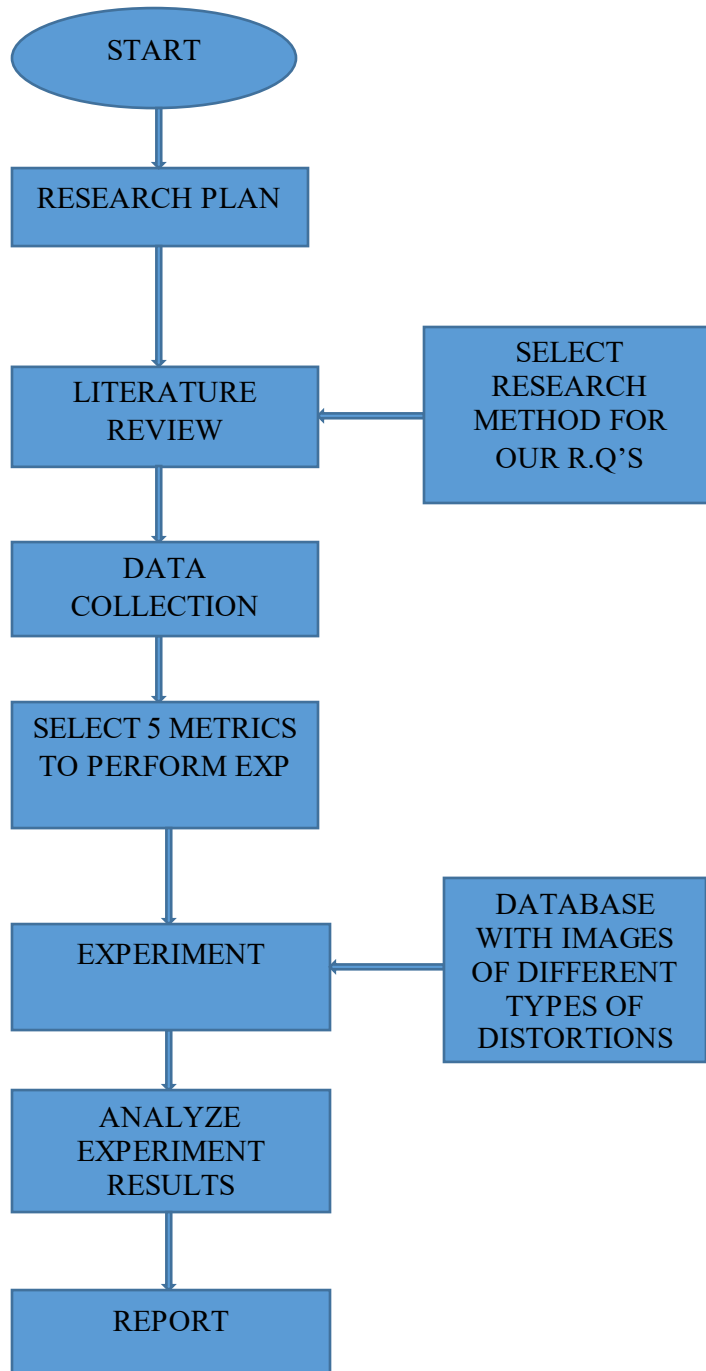 START
RESEARCH PLAN
LITERATURE
REVIEW
SELECT
RESEARCH
METHOD FOR
OUR R.Q’S
DATA
COLLECTION
SELECT 5 METRICS
TO PERFORM EXP
EXPERIMENT
DATABASE
WITH IMAGES
OF DIFFERENT
TYPES OF
DISTORTIONS
ANALYZE
EXPERIMENT
RESULTS
REPORT